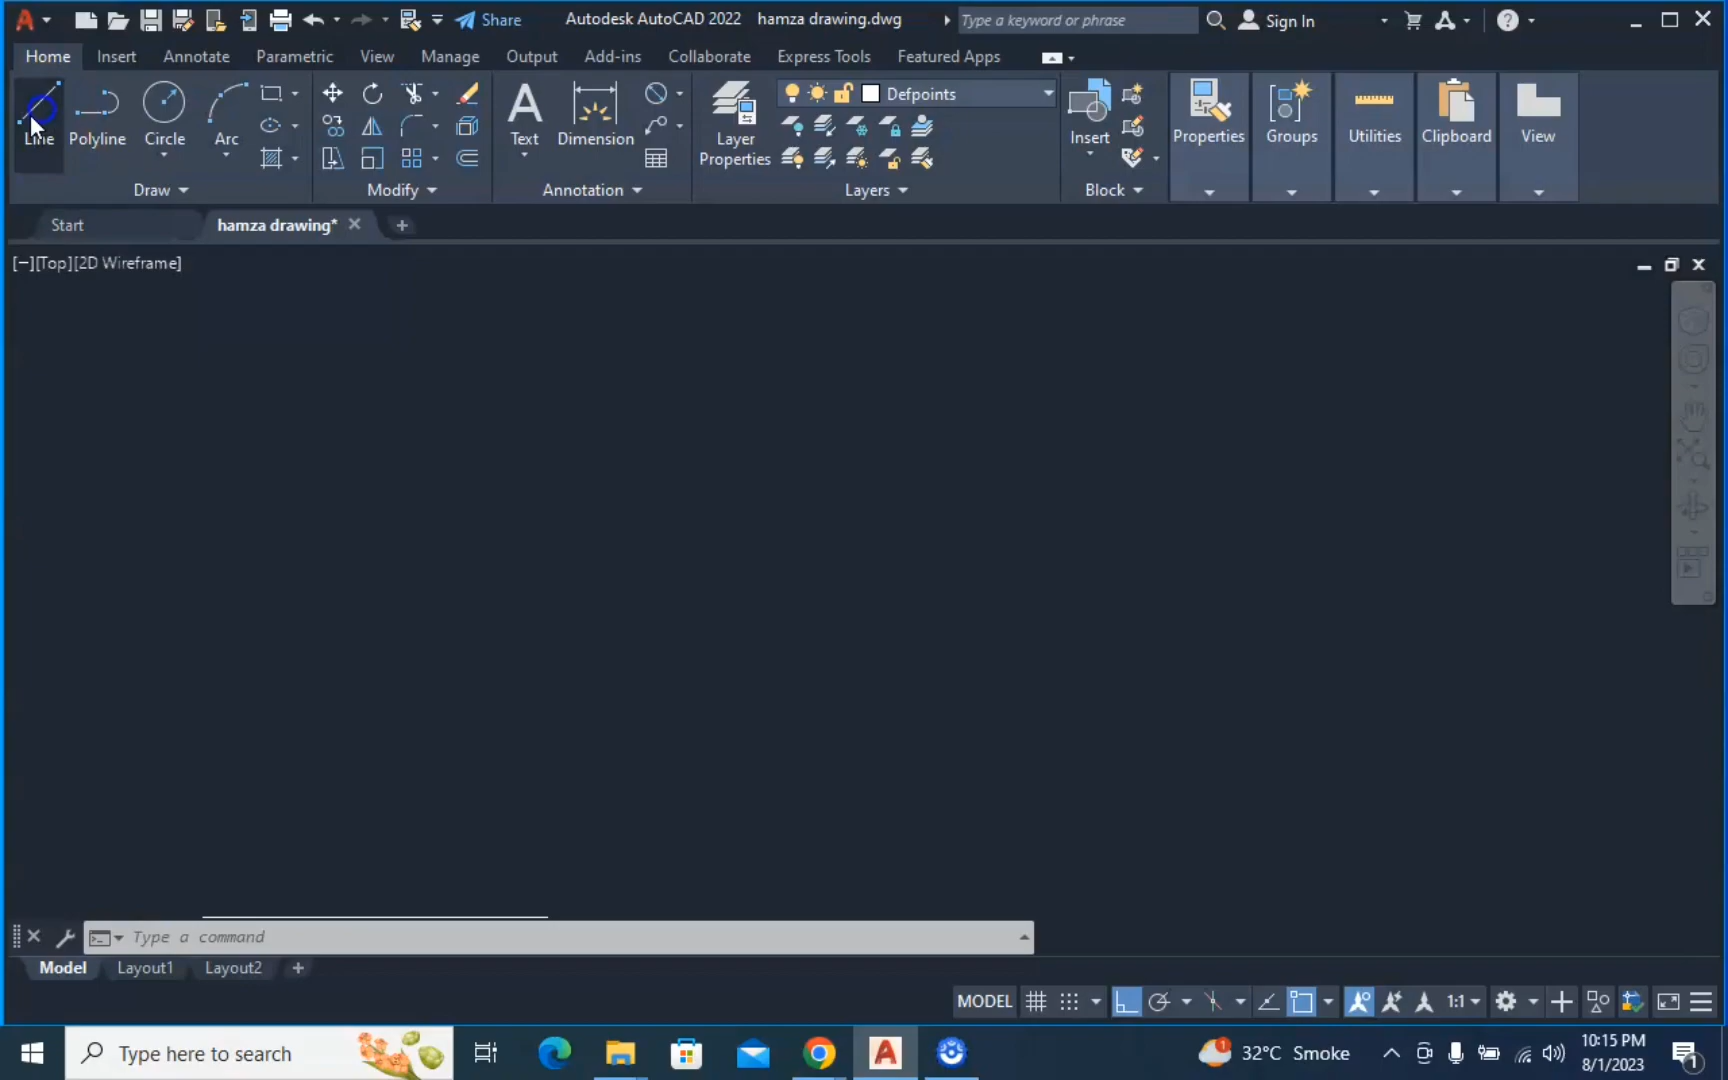 Share
Autodesk AutoCAD 2022 hamza drawing.dwg
Type a keyword or phrase
Sign In
Home Insert Annotate Parametric View Manage Output Add-ins Collaborate Express Tools Featured Apps
Line Polyline Circle Arc
Draw
Modify
Text Dimension
Annotation
Layer Properties
Defpoints
Layers
Insert
Block
Properties
Groups
Utilities
Clipboard
View
Start
hamza drawing*
[−][Top][2D Wireframe]
Type a command
Model Layout1 Layout2
MODEL
1:1
Type here to search
32°C Smoke
10:15 PM
8/1/2023